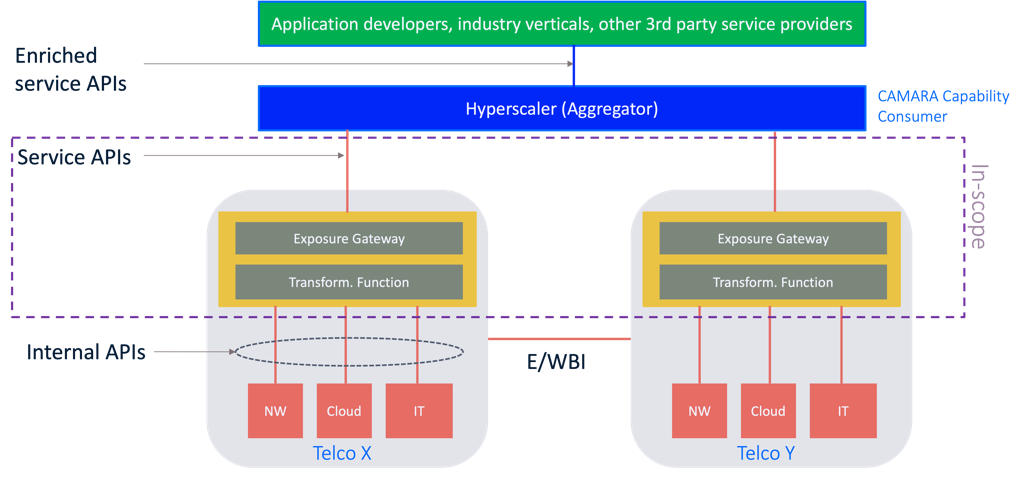 Application developers, industry verticals, other 3rd party service providers
Enriched
service APIs
Hyperscaler (Aggregator)
CAMARA Capability
Consumer
Service APIs
In-scope
Exposure Gateway
Exposure Gateway
Transform. Function
Transform. Function
Internal APIs
E/WBI
NW
Cloud
IT
NW
Cloud
IT
Telco X
Telco Y